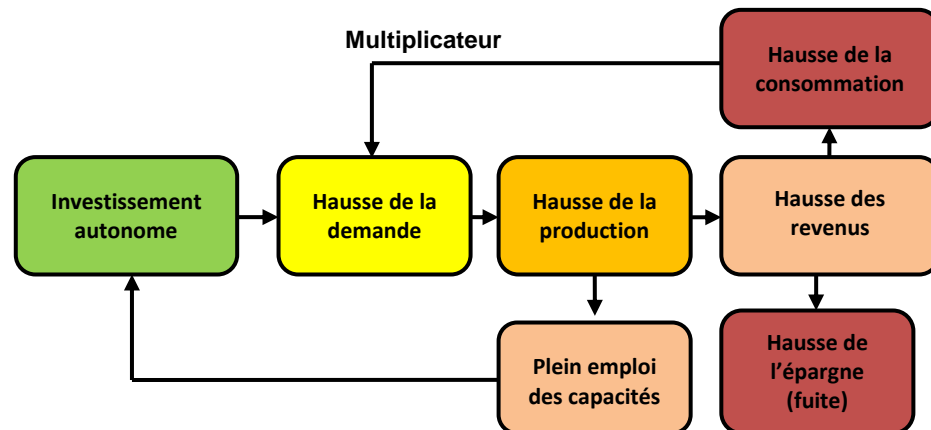 Multiplicateur
Hausse de la
consommation
Investissement
autonome
Hausse de la
demande
Hausse de la
production
Hausse des
revenus
Plein emploi
des capacités
Hausse de
l’épargne
(fuite)